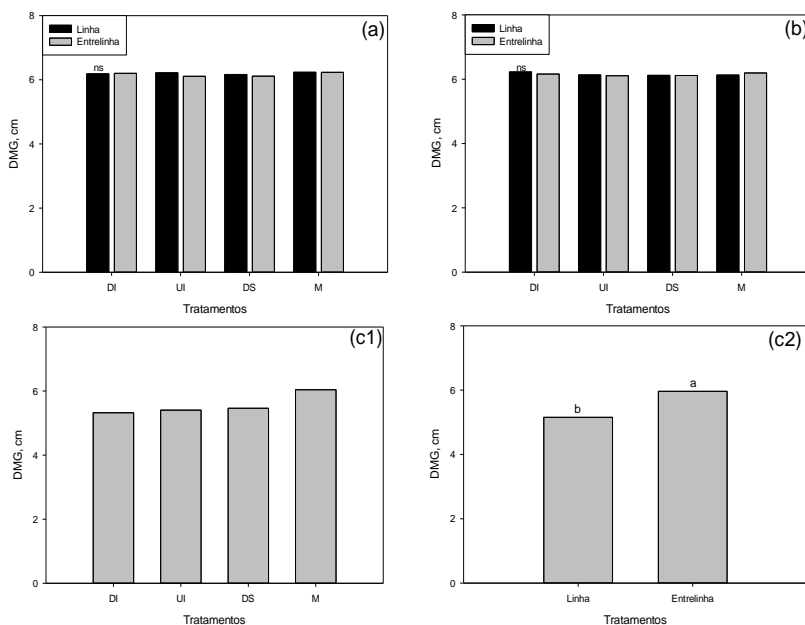 (a)
Linha
Entrelinha
8
6
4
2
0
DMG, cm
ns
DI UI DS M
Tratamentos
(b)
Linha
Entrelinha
8
6
4
2
0
DMG, cm
ns
DI UI DS M
Tratamentos
(c1)
8
6
4
2
0
DMG, cm
DI UI DS M
Tratamentos
(c2)
8
6
4
2
0
DMG, cm
b
a
Linha Entrelinha
Tratamentos